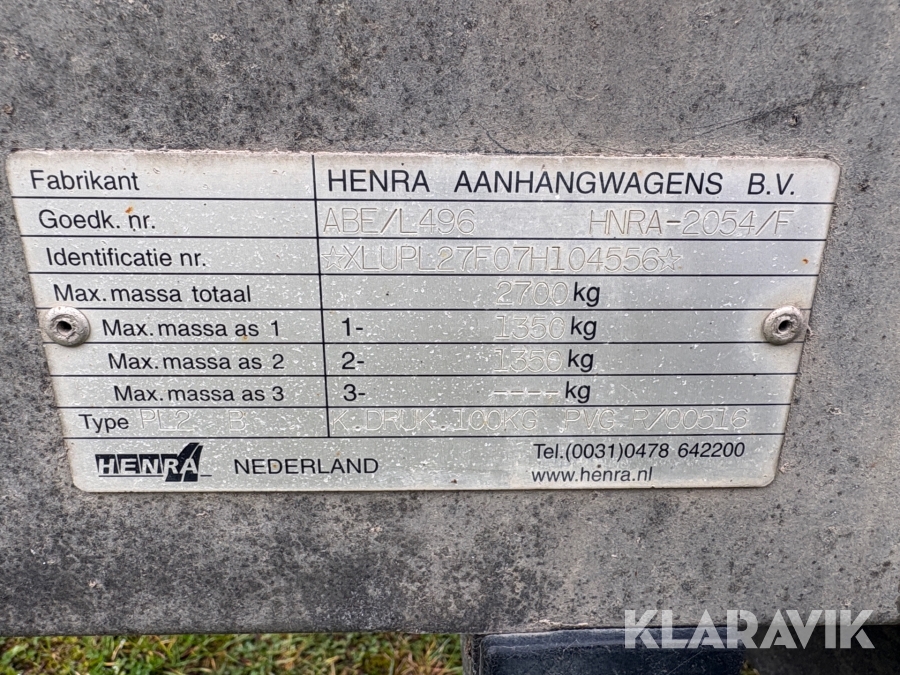 Fabrikant HENRA AANHANGWAGENS B.V.
Goedk. nr. ABE/L496 HNRA-2054/F
Identificatie nr. ☆XLUPL27F07H104556☆
Max. massa totaal 2700 kg
Max. massa as 1 1- 1350 kg
Max. massa as 2 2- 1350 kg
Max. massa as 3 3- ---- kg
Type PL2 B K.DRUK.100KG PVG R/00516
HENRA NEDERLAND Tel.(0031)0478 642200
www.henra.nl
KLARAVIK